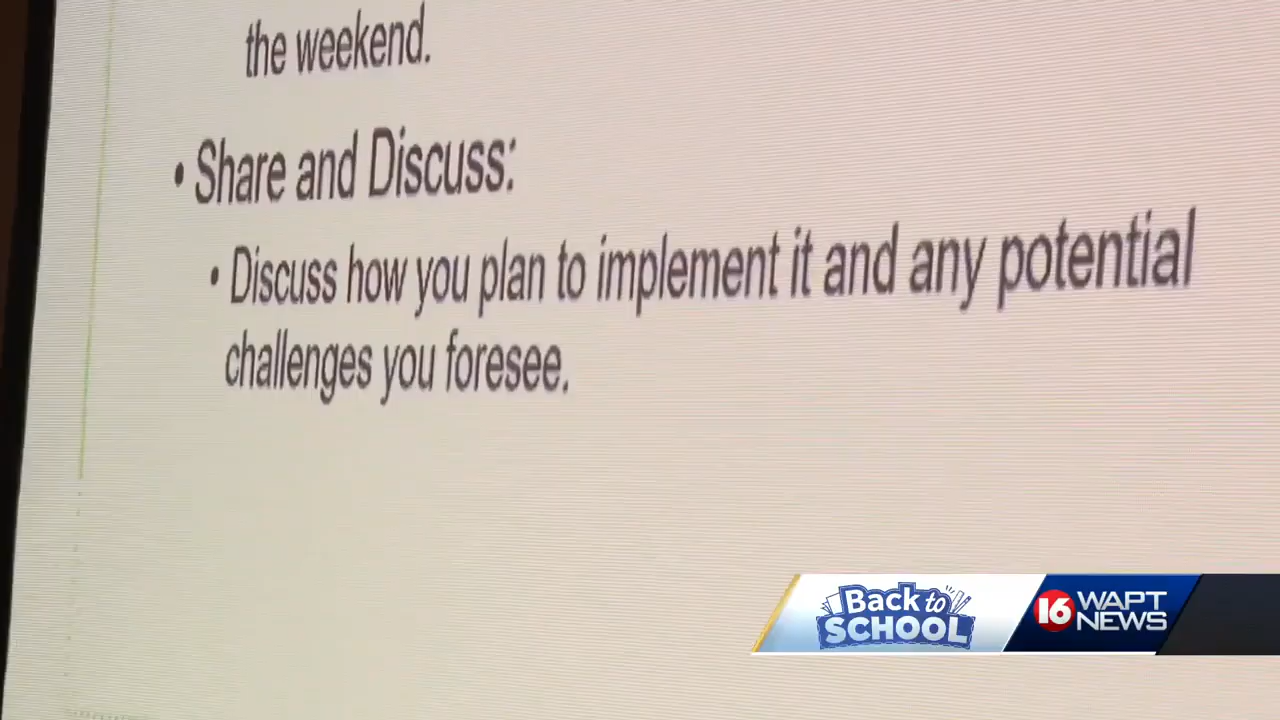 the weekend.
• Share and Discuss:
• Discuss how you plan to implement it and any potential
challenges you foresee.
Back to
SCHOOL
16 WAPT
NEWS